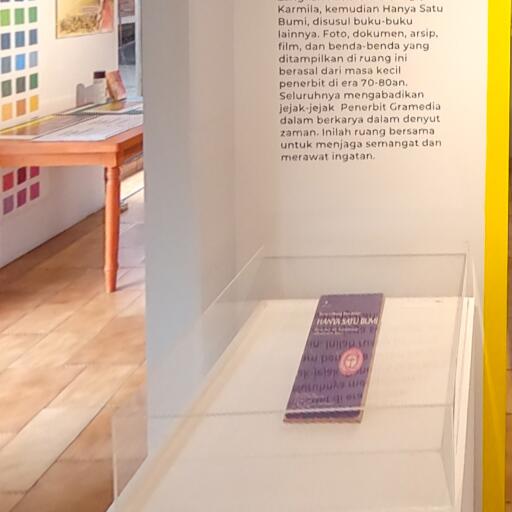 Karmila, kemudian Hanya Satu
Bumi, disusul buku-buku
lainnya. Foto, dokumen, arsip,
film, dan benda-benda yang
ditampilkan di ruang ini
berasal dari masa kecil
penerbit di era 70-80an.
Seluruhnya mengabadikan
jejak-jejak Penerbit Gramedia
dalam berkarya dalam denyut
zaman. Inilah ruang bersama
untuk menjaga semangat dan
merawat ingatan.
HANYA SATU BUMI